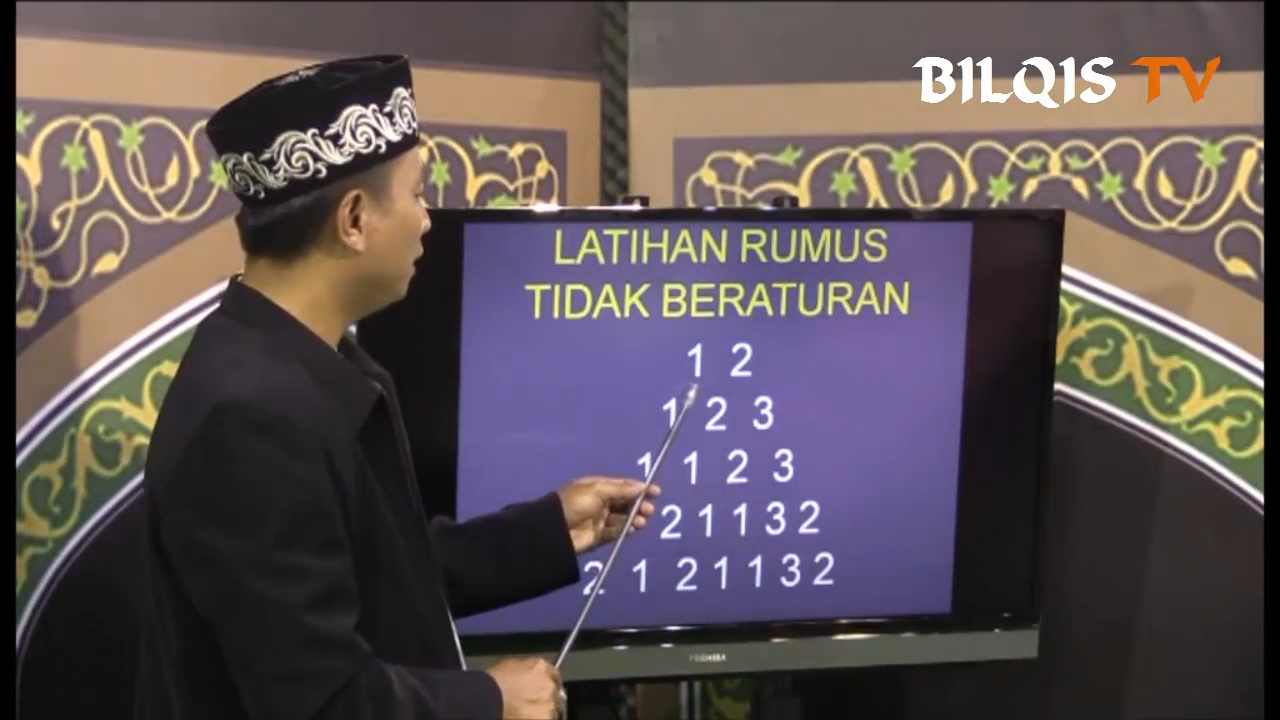 BILQIS TV
LATIHAN RUMUS
TIDAK BERATURAN
1 2
1 2 3
1 1 2 3
2 1 1 3 2
2 1 2 1 1 3 2
TOSHIBA